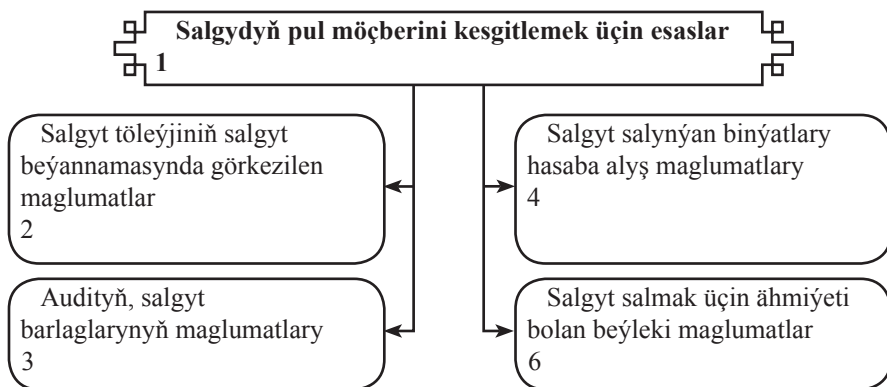 Salgydyň pul möçberini kesgitlemek üçin esaslar
1
Salgyt töleýjiniň salgyt
beýannamasynda görkezilen
maglumatlar
2
Audityň, salgyt
barlaglarynyň maglumatlary
3
Salgyt salynýan binýatlary
hasaba alyş maglumatlary
4
Salgyt salmak üçin ähmiýeti
bolan beýleki maglumatlar
6